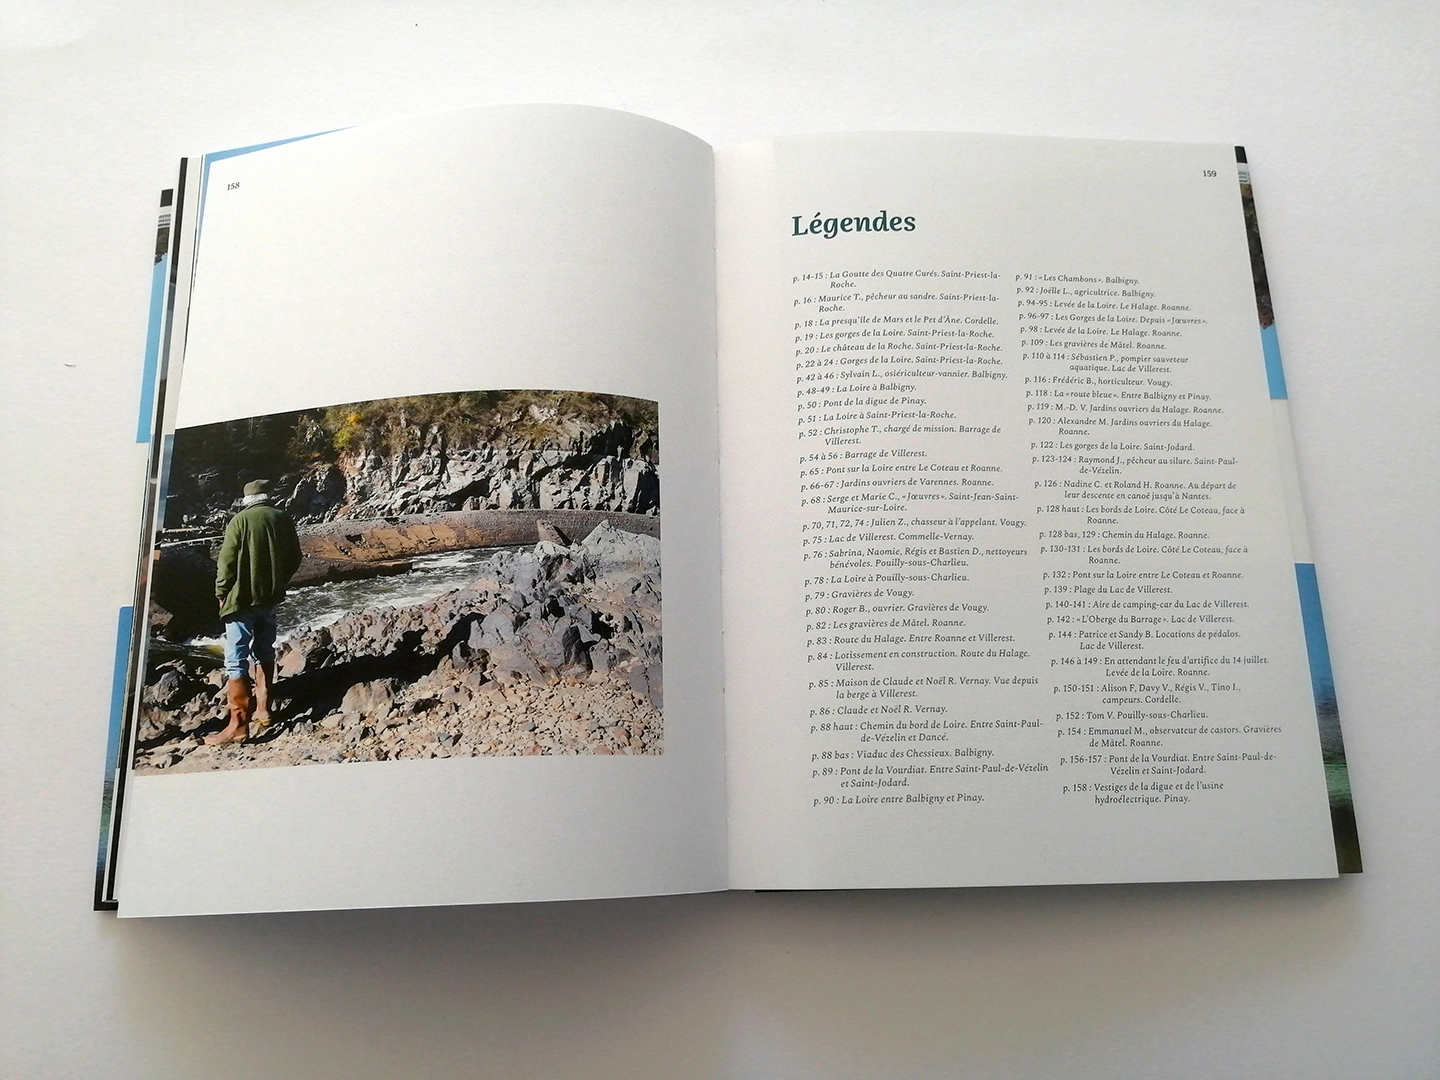 158
159
Légendes
p. 14-15 : La Goutte des Quatre Curés. Saint-Priest-la-
Roche.
p. 16 : Maurice T., pêcheur au sandre. Saint-Priest-la-
Roche.
p. 18 : La presqu'île de Mars et le Pet d'Âne. Cordelle.
p. 19 : Les gorges de la Loire. Saint-Priest-la-Roche.
p. 20 : Le château de la Roche. Saint-Priest-la-Roche.
p. 22 à 24 : Gorges de la Loire. Saint-Priest-la-Roche.
p. 42 à 46 : Sylvain L., osiériculteur-vannier. Balbigny.
p. 48-49 : La Loire à Balbigny.
p. 50 : Pont de la digue de Pinay.
p. 51 : La Loire à Saint-Priest-la-Roche.
p. 52 : Christophe T., chargé de mission. Barrage de
Villerest.
p. 54 à 56 : Barrage de Villerest.
p. 65 : Pont sur la Loire entre Le Coteau et Roanne.
p. 66-67 : Jardins ouvriers de Varennes. Roanne.
p. 68 : Serge et Marie C., «Jœuvres». Saint-Jean-Saint-
Maurice-sur-Loire.
p. 70, 71, 72, 74 : Julien Z., chasseur à l'appelant. Vougy.
p. 75 : Lac de Villerest. Commelle-Vernay.
p. 76 : Sabrina, Naomie, Régis et Bastien D., nettoyeurs
bénévoles. Pouilly-sous-Charlieu.
p. 78 : La Loire à Pouilly-sous-Charlieu.
p. 79 : Gravières de Vougy.
p. 80 : Roger B., ouvrier. Gravières de Vougy.
p. 82 : Les gravières de Mâtel. Roanne.
p. 83 : Route du Halage. Entre Roanne et Villerest.
p. 84 : Lotissement en construction. Route du Halage.
Villerest.
p. 85 : Maison de Claude et Noël R. Vernay. Vue depuis
la berge à Villerest.
p. 86 : Claude et Noël R. Vernay.
p. 88 haut : Chemin du bord de Loire. Entre Saint-Paul-
de-Vézelin et Dancé.
p. 88 bas : Viaduc des Chessieux. Balbigny.
p. 89 : Pont de la Vourdiat. Entre Saint-Paul-de-Vézelin
et Saint-Jodard.
p. 90 : La Loire entre Balbigny et Pinay.
p. 91 : «Les Chambons». Balbigny.
p. 92 : Joëlle L., agricultrice. Balbigny.
p. 94-95 : Levée de la Loire. Le Halage. Roanne.
p. 96-97 : Les Gorges de la Loire. Depuis «Jœuvres».
p. 98 : Levée de la Loire. Le Halage. Roanne.
p. 109 : Les gravières de Mâtel. Roanne.
p. 110 à 114 : Sébastien P., pompier sauveteur
aquatique. Lac de Villerest.
p. 116 : Frédéric B., horticulteur. Vougy.
p. 118 : La «route bleue». Entre Balbigny et Pinay.
p. 119 : M.-D. V. Jardins ouvriers du Halage. Roanne.
p. 120 : Alexandre M. Jardins ouvriers du Halage.
Roanne.
p. 122 : Les gorges de la Loire. Saint-Jodard.
p. 123-124 : Raymond J., pêcheur au silure. Saint-Paul-
de-Vézelin.
p. 126 : Nadine C. et Roland H. Roanne. Au départ de
leur descente en canoë jusqu'à Nantes.
p. 128 haut : Les bords de Loire. Côté Le Coteau, face à
Roanne.
p. 128 bas, 129 : Chemin du Halage. Roanne.
p. 130-131 : Les bords de Loire. Côté Le Coteau, face à
Roanne.
p. 132 : Pont sur la Loire entre Le Coteau et Roanne.
p. 139 : Plage du Lac de Villerest.
p. 140-141 : Aire de camping-car du Lac de Villerest.
p. 142 : «L'Oberge du Barrage». Lac de Villerest.
p. 144 : Patrice et Sandy B. Locations de pédalos.
Lac de Villerest.
p. 146 à 149 : En attendant le feu d'artifice du 14 juillet.
Levée de la Loire. Roanne.
p. 150-151 : Alison F, Davy V., Régis V., Tino I.,
campeurs. Cordelle.
p. 152 : Tom V. Pouilly-sous-Charlieu.
p. 154 : Emmanuel M., observateur de castors. Gravières
de Mâtel. Roanne.
p. 156-157 : Pont de la Vourdiat. Entre Saint-Paul-de-
Vézelin et Saint-Jodard.
p. 158 : Vestiges de la digue et de l'usine
hydroélectrique. Pinay.